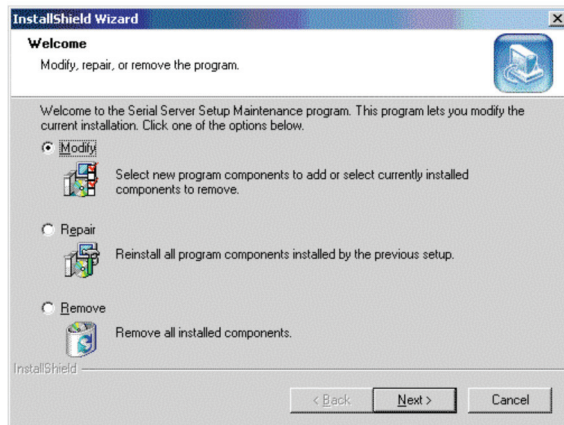 InstallShield Wizard
Welcome
Modify, repair, or remove the program.
Welcome to the Serial Server Setup Maintenance program. This program lets you modify the
current installation. Click one of the options below.
Modify
Select new program components to add or select currently installed
components to remove.
Repair
Reinstall all program components installed by the previous setup.
Remove
Remove all installed components.
InstallShield
< Back Next > Cancel